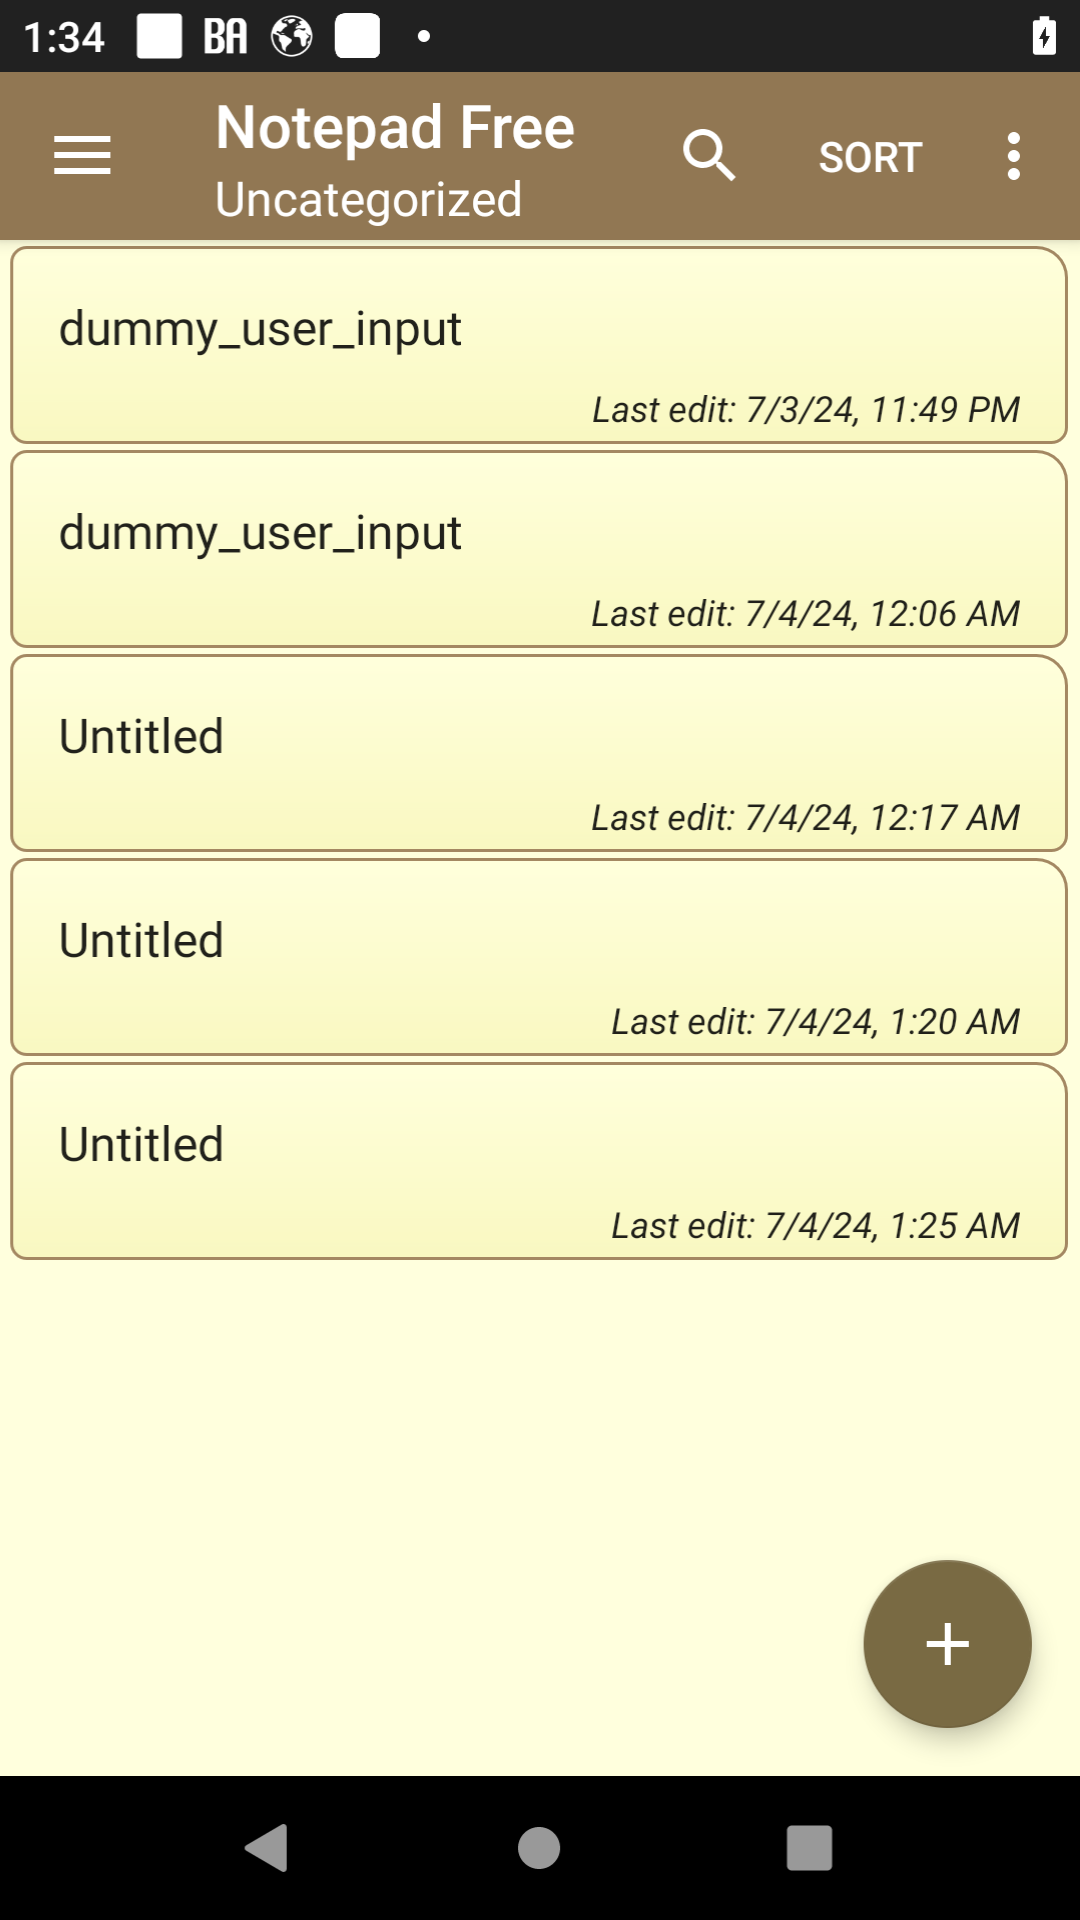 1:34 BA
Notepad Free
Uncategorized
SORT
dummy_user_input
Last edit: 7/3/24, 11:49 PM
dummy_user_input
Last edit: 7/4/24, 12:06 AM
Untitled
Last edit: 7/4/24, 12:17 AM
Untitled
Last edit: 7/4/24, 1:20 AM
Untitled
Last edit: 7/4/24, 1:25 AM